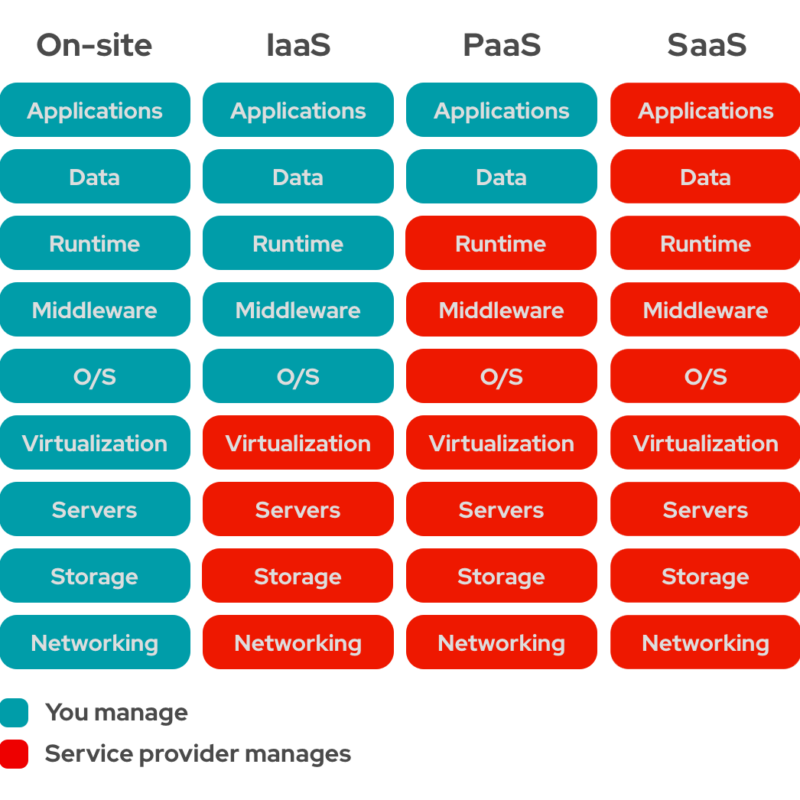 On-site IaaS PaaS SaaS
Applications Applications Applications Applications
Data Data Data Data
Runtime Runtime Runtime Runtime
Middleware Middleware Middleware Middleware
O/S O/S O/S O/S
Virtualization Virtualization Virtualization Virtualization
Servers Servers Servers Servers
Storage Storage Storage Storage
Networking Networking Networking Networking
You manage
Service provider manages